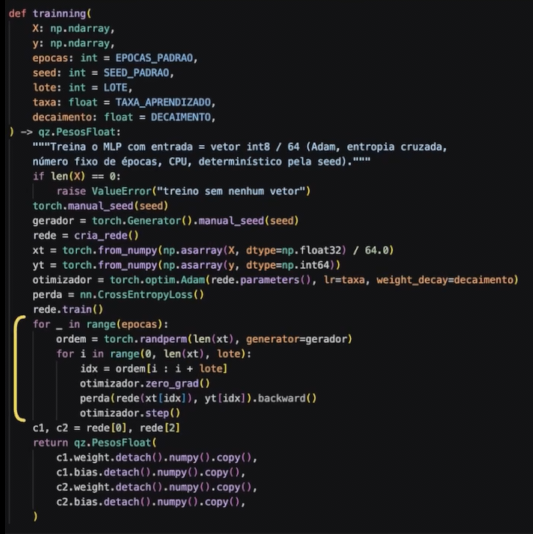 def trainning(
    X: np.ndarray,
    y: np.ndarray,
    epocas: int = EPOCAS_PADRAO,
    seed: int = SEED_PADRAO,
    lote: int = LOTE,
    taxa: float = TAXA_APRENDIZADO,
    decaimento: float = DECAIMENTO,
) -> qz.PesosFloat:
    """Treina o MLP com entrada = vetor int8 / 64 (Adam, entropia cruzada,
    número fixo de épocas, CPU, determinístico pela seed)."""
    if len(X) == 0:
        raise ValueError("treino sem nenhum vetor")
    torch.manual_seed(seed)
    gerador = torch.Generator().manual_seed(seed)
    rede = cria_rede()
    xt = torch.from_numpy(np.asarray(X, dtype=np.float32) / 64.0)
    yt = torch.from_numpy(np.asarray(y, dtype=np.int64))
    otimizador = torch.optim.Adam(rede.parameters(), lr=taxa, weight_decay=decaimento)
    perda = nn.CrossEntropyLoss()
    rede.train()
    for _ in range(epocas):
        ordem = torch.randperm(len(xt), generator=gerador)
        for i in range(0, len(xt), lote):
            idx = ordem[i : i + lote]
            otimizador.zero_grad()
            perda(rede(xt[idx]), yt[idx]).backward()
            otimizador.step()
    c1, c2 = rede[0], rede[2]
    return qz.PesosFloat(
        c1.weight.detach().numpy().copy(),
        c1.bias.detach().numpy().copy(),
        c2.weight.detach().numpy().copy(),
        c2.bias.detach().numpy().copy(),
    )